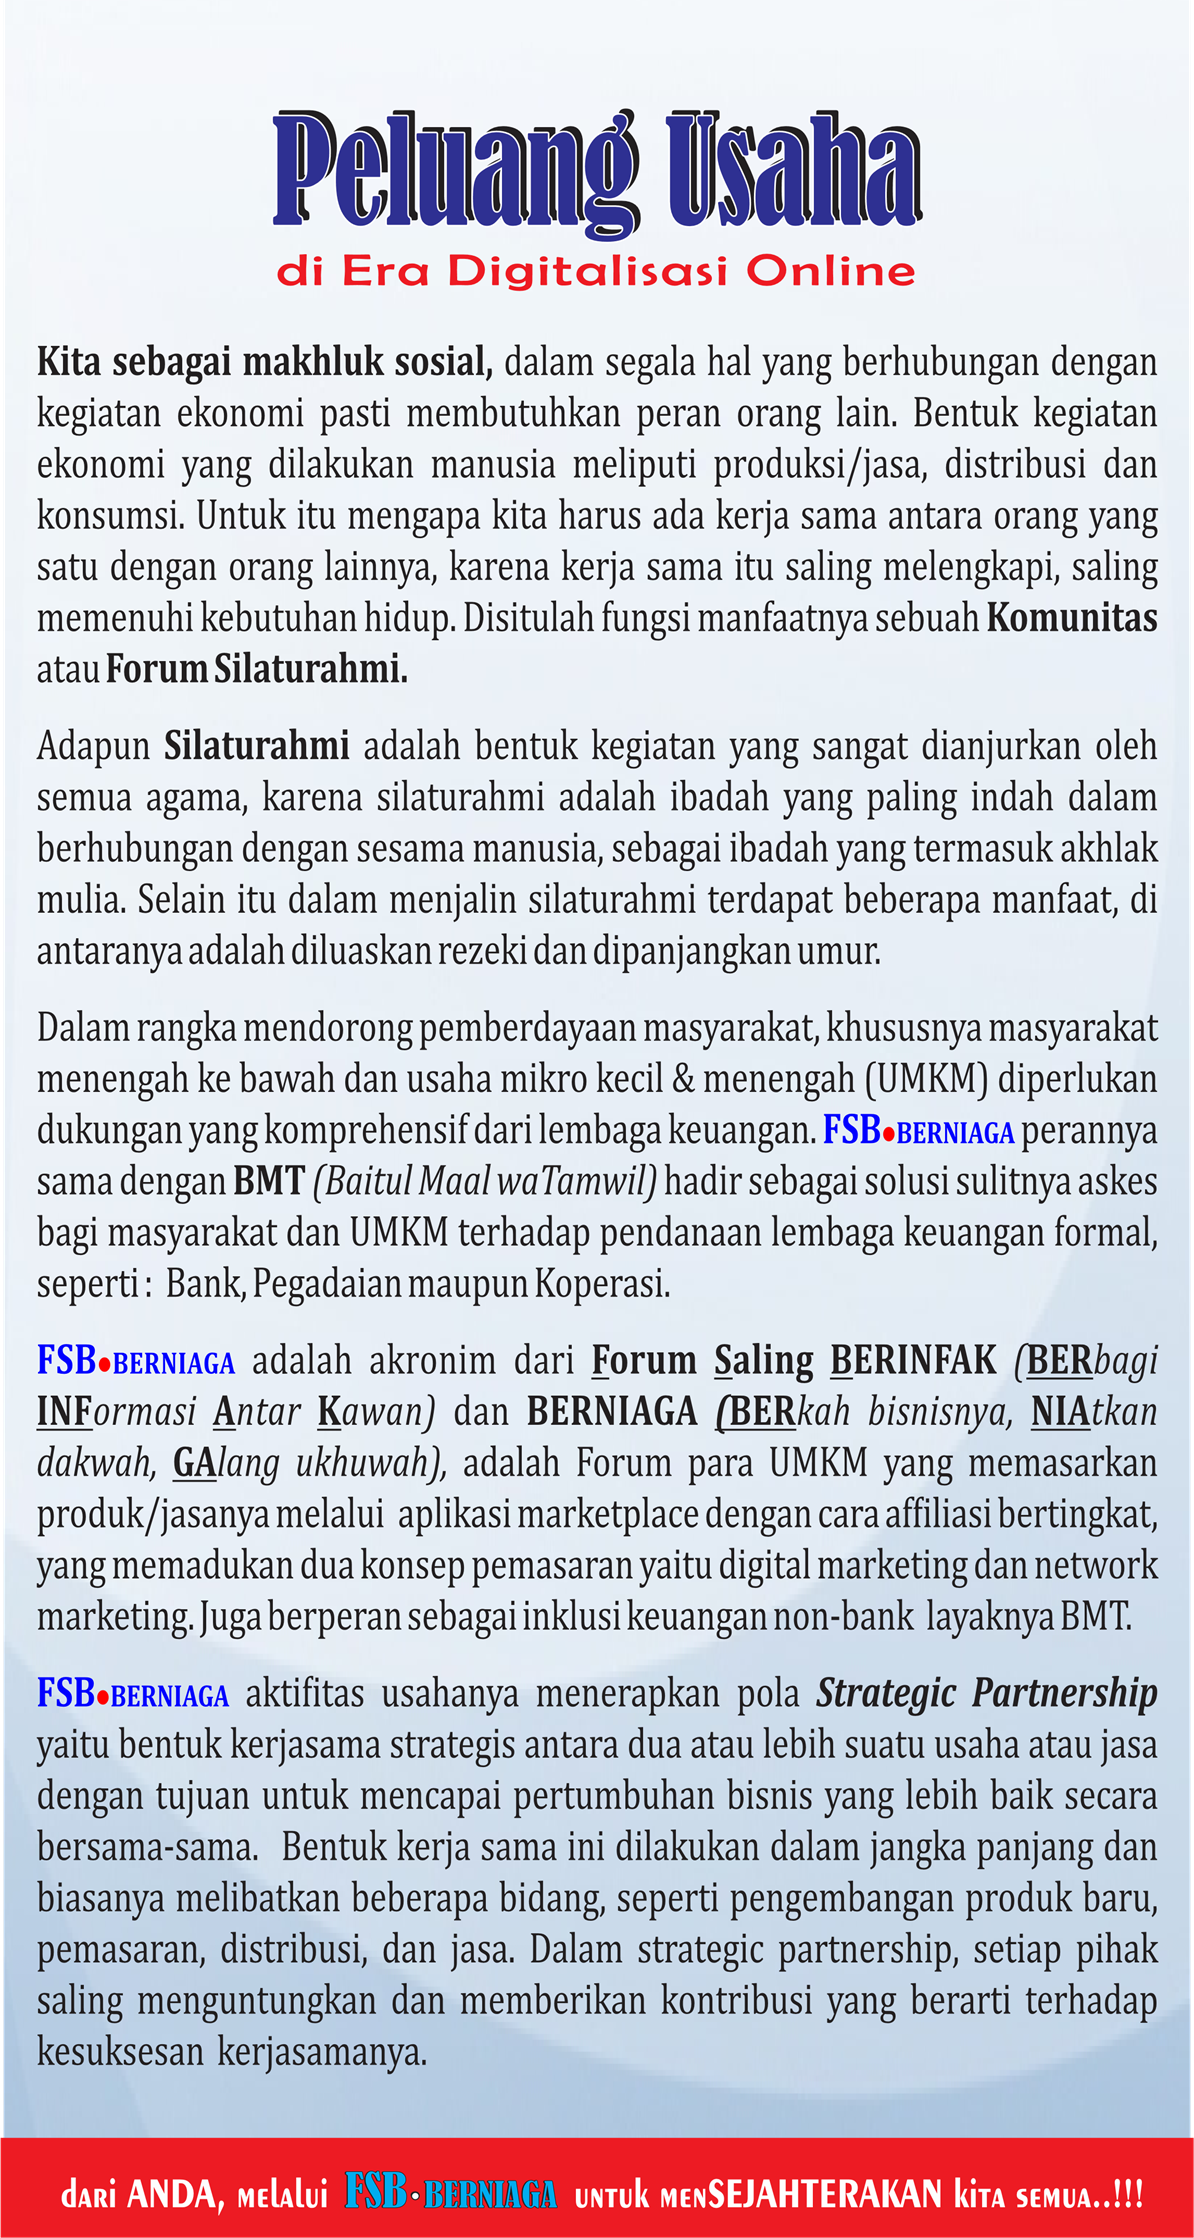 Peluang Usaha
di Era Digitalisasi Online
Kita sebagai makhluk sosial, dalam segala hal yang berhubungan dengan
kegiatan ekonomi pasti membutuhkan peran orang lain. Bentuk kegiatan
ekonomi yang dilakukan manusia meliputi produksi/jasa, distribusi dan
konsumsi. Untuk itu mengapa kita harus ada kerja sama antara orang yang
satu dengan orang lainnya, karena kerja sama itu saling melengkapi, saling
memenuhi kebutuhan hidup. Disitulah fungsi manfaatnya sebuah Komunitas
atau Forum Silaturahmi.
Adapun Silaturahmi adalah bentuk kegiatan yang sangat dianjurkan oleh
semua agama, karena silaturahmi adalah ibadah yang paling indah dalam
berhubungan dengan sesama manusia, sebagai ibadah yang termasuk akhlak
mulia. Selain itu dalam menjalin silaturahmi terdapat beberapa manfaat, di
antaranya adalah diluaskan rezeki dan dipanjangkan umur.
Dalam rangka mendorong pemberdayaan masyarakat, khususnya masyarakat
menengah ke bawah dan usaha mikro kecil & menengah (UMKM) diperlukan
dukungan yang komprehensif dari lembaga keuangan. FSB•BERNIAGA perannya
sama dengan BMT (Baitul Maal waTamwil) hadir sebagai solusi sulitnya askes
bagi masyarakat dan UMKM terhadap pendanaan lembaga keuangan formal,
seperti : Bank, Pegadaian maupun Koperasi.
FSB•BERNIAGA adalah akronim dari Forum Saling BERINFAK (BERbagi
INFormasi Antar Kawan) dan BERNIAGA (BERkah bisnisnya, NIAtkan
dakwah, GAlang ukhuwah), adalah Forum para UMKM yang memasarkan
produk/jasanya melalui aplikasi marketplace dengan cara affiliasi bertingkat,
yang memadukan dua konsep pemasaran yaitu digital marketing dan network
marketing. Juga berperan sebagai inklusi keuangan non-bank layaknya BMT.
FSB•BERNIAGA aktifitas usahanya menerapkan pola Strategic Partnership
yaitu bentuk kerjasama strategis antara dua atau lebih suatu usaha atau jasa
dengan tujuan untuk mencapai pertumbuhan bisnis yang lebih baik secara
bersama-sama. Bentuk kerja sama ini dilakukan dalam jangka panjang dan
biasanya melibatkan beberapa bidang, seperti pengembangan produk baru,
pemasaran, distribusi, dan jasa. Dalam strategic partnership, setiap pihak
saling menguntungkan dan memberikan kontribusi yang berarti terhadap
kesuksesan kerjasamanya.
dari ANDA, melalui FSB•BERNIAGA untuk menSEJAHTERAKAN kita semua..!!!